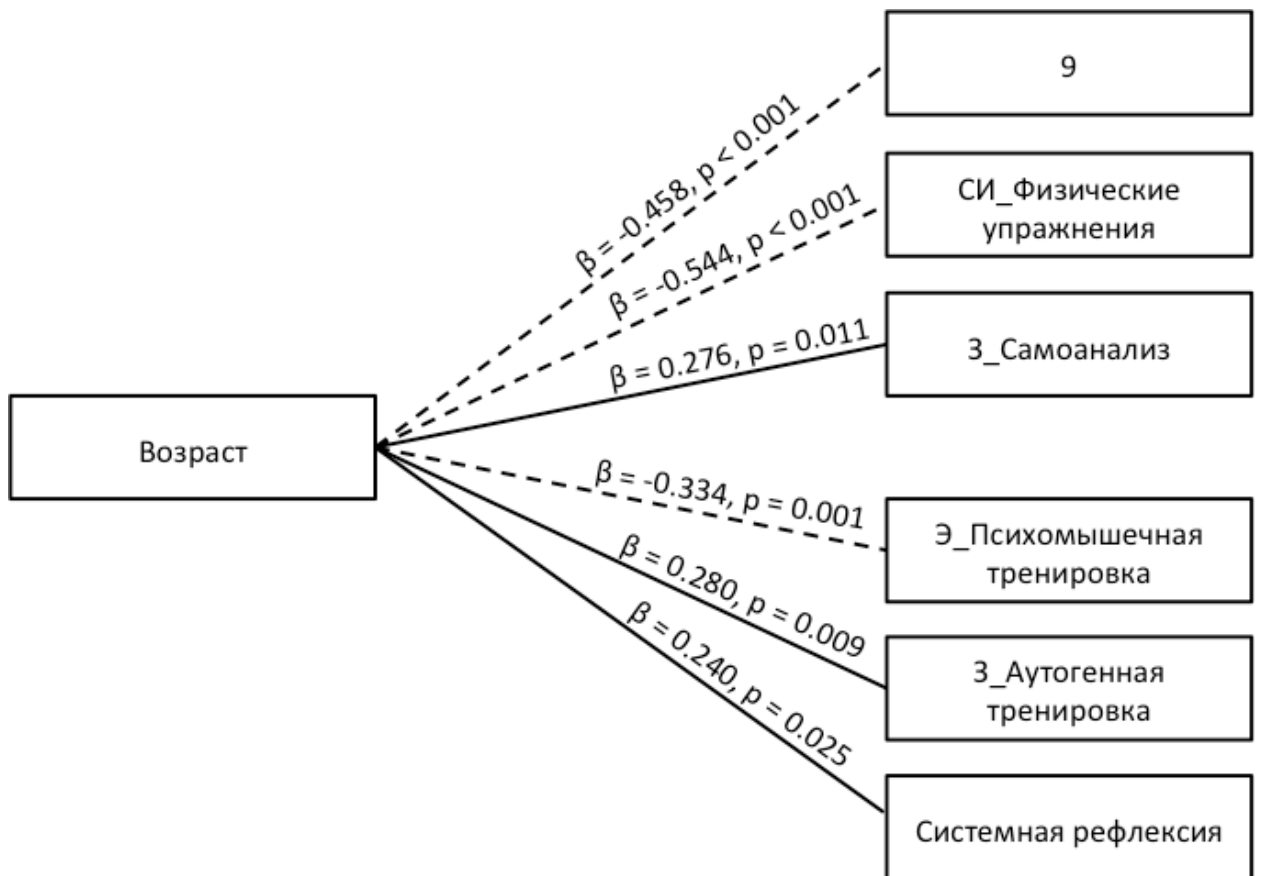 9
β = -0.458, p < 0.001
СИ_Физические
упражнения
β = -0.544, p < 0.001
З_Самоанализ
β = 0.276, p = 0.011
Возраст
β = -0.334, p = 0.001
Э_Психомышечная
тренировка
β = 0.280, p = 0.009
З_Аутогенная
тренировка
β = 0.240, p = 0.025
Системная рефлексия